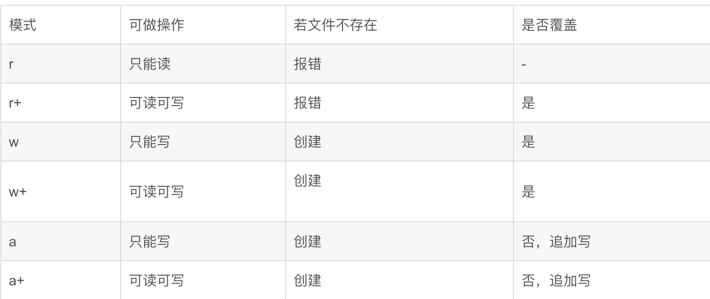 模式 可做操作 若文件不存在 是否覆盖
r 只能读 报错 -
r+ 可读可写 报错 是
w 只能写 创建 是
w+ 可读可写 创建 是
a 只能写 创建 否，追加写
a+ 可读可写 创建 否，追加写